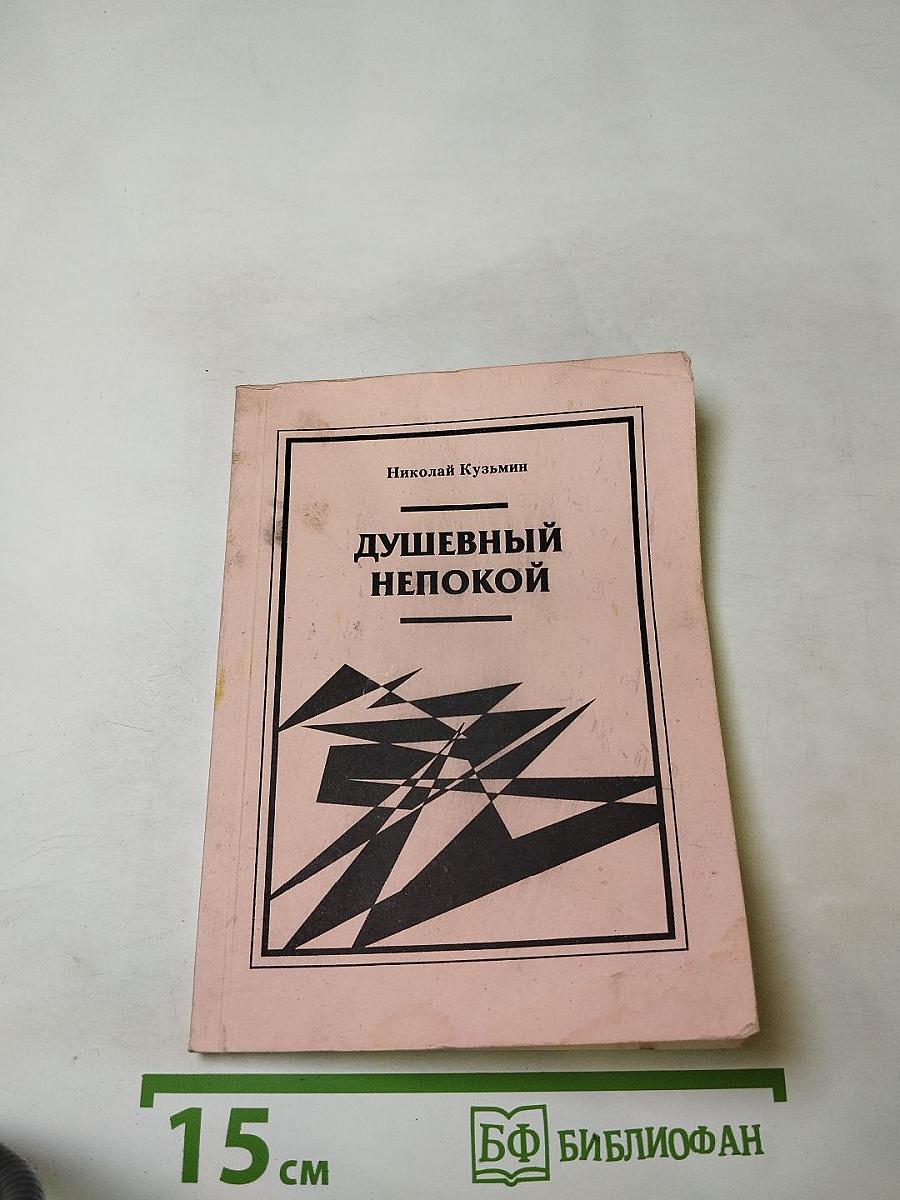 Николай Кузьмин
ДУШЕВНЫЙ
НЕПОКОЙ
15 см
БФ БИБЛИОФАН